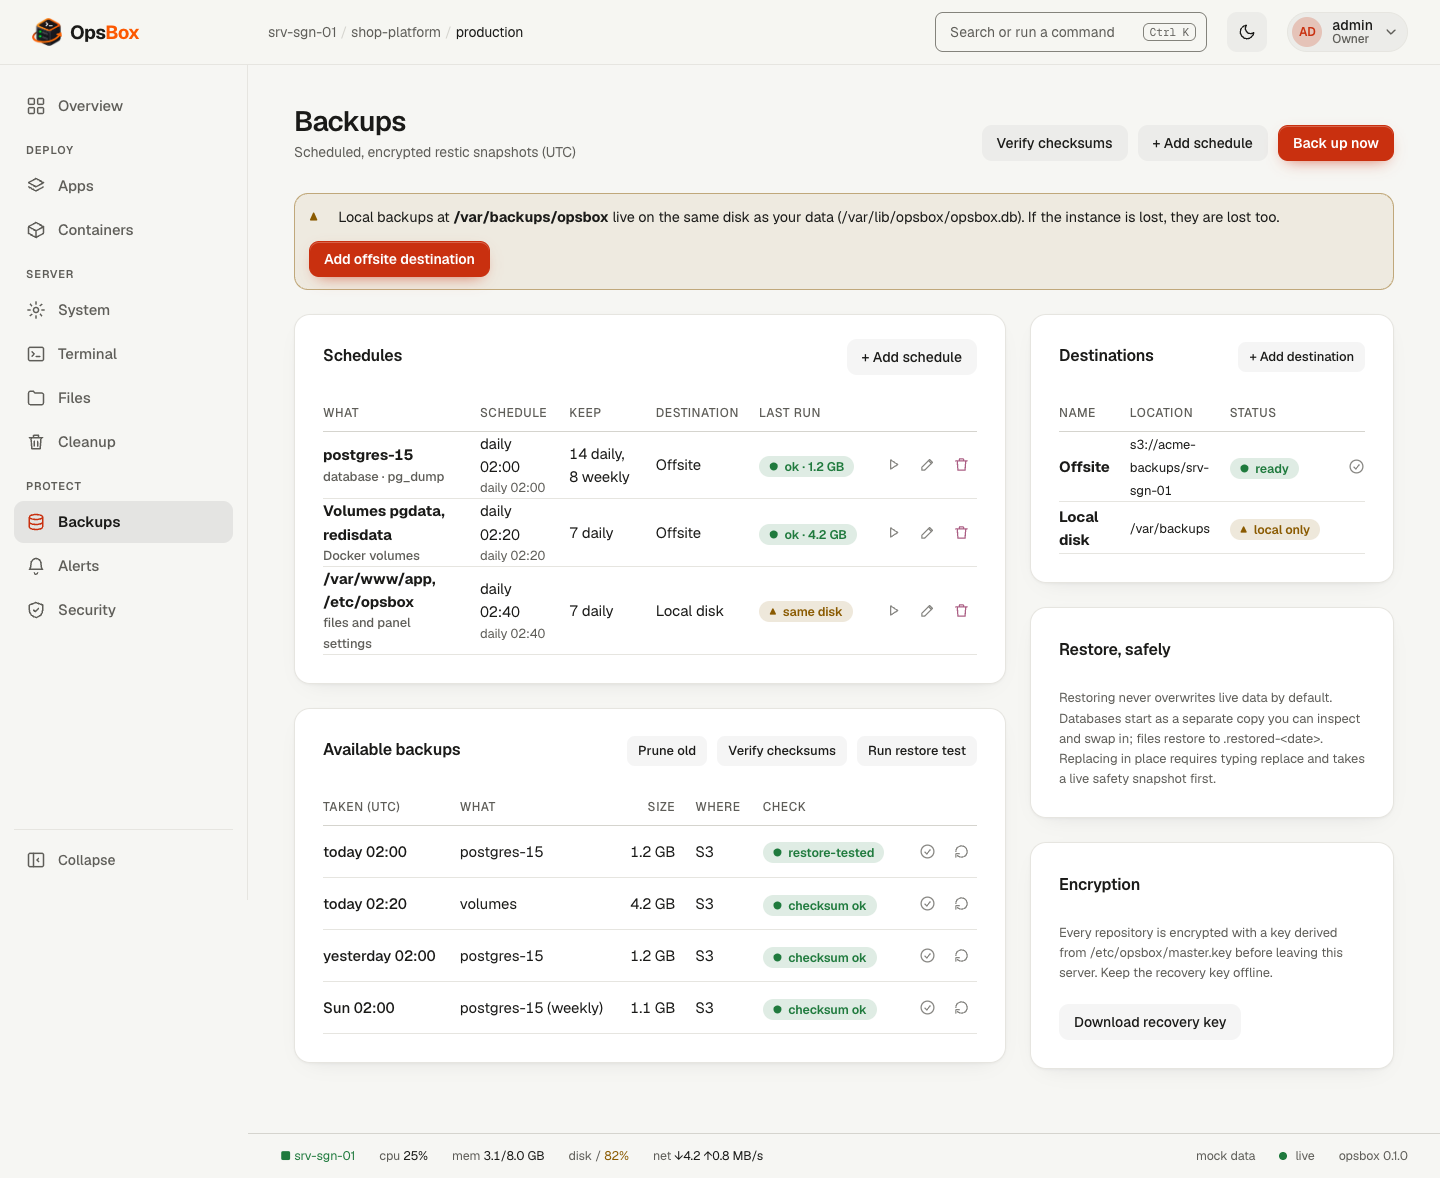 OpsBox
srv-sgn-01 / shop-platform / production
Search or run a command Ctrl K
AD admin
Owner
Overview
DEPLOY
Apps
Containers
SERVER
System
Terminal
Files
Cleanup
PROTECT
Backups
Alerts
Security
Collapse
Backups
Scheduled, encrypted restic snapshots (UTC)
Verify checksums + Add schedule Back up now
Local backups at /var/backups/opsbox live on the same disk as your data (/var/lib/opsbox/opsbox.db). If the instance is lost, they are lost too.
Add offsite destination
Schedules + Add schedule
WHAT SCHEDULE KEEP DESTINATION LAST RUN
postgres-15
database · pg_dump
daily
02:00
daily 02:00
14 daily,
8 weekly
Offsite
ok · 1.2 GB
Volumes pgdata,
redisdata
Docker volumes
daily
02:20
daily 02:20
7 daily
Offsite
ok · 4.2 GB
/var/www/app,
/etc/opsbox
files and panel
settings
daily
02:40
daily 02:40
7 daily
Local disk
same disk
Available backups Prune old Verify checksums Run restore test
TAKEN (UTC) WHAT SIZE WHERE CHECK
today 02:00 postgres-15 1.2 GB S3 restore-tested
today 02:20 volumes 4.2 GB S3 checksum ok
yesterday 02:00 postgres-15 1.2 GB S3 checksum ok
Sun 02:00 postgres-15 (weekly) 1.1 GB S3 checksum ok
Destinations + Add destination
NAME LOCATION STATUS
Offsite
s3://acme-
backups/srv-
sgn-01
ready
Local
disk
/var/backups
local only
Restore, safely
Restoring never overwrites live data by default.
Databases start as a separate copy you can inspect
and swap in; files restore to .restored-<date>.
Replacing in place requires typing replace and takes
a live safety snapshot first.
Encryption
Every repository is encrypted with a key derived
from /etc/opsbox/master.key before leaving this
server. Keep the recovery key offline.
Download recovery key
srv-sgn-01 cpu 25% mem 3.1/8.0 GB disk / 82% net ↓4.2 ↑0.8 MB/s mock data live opsbox 0.1.0